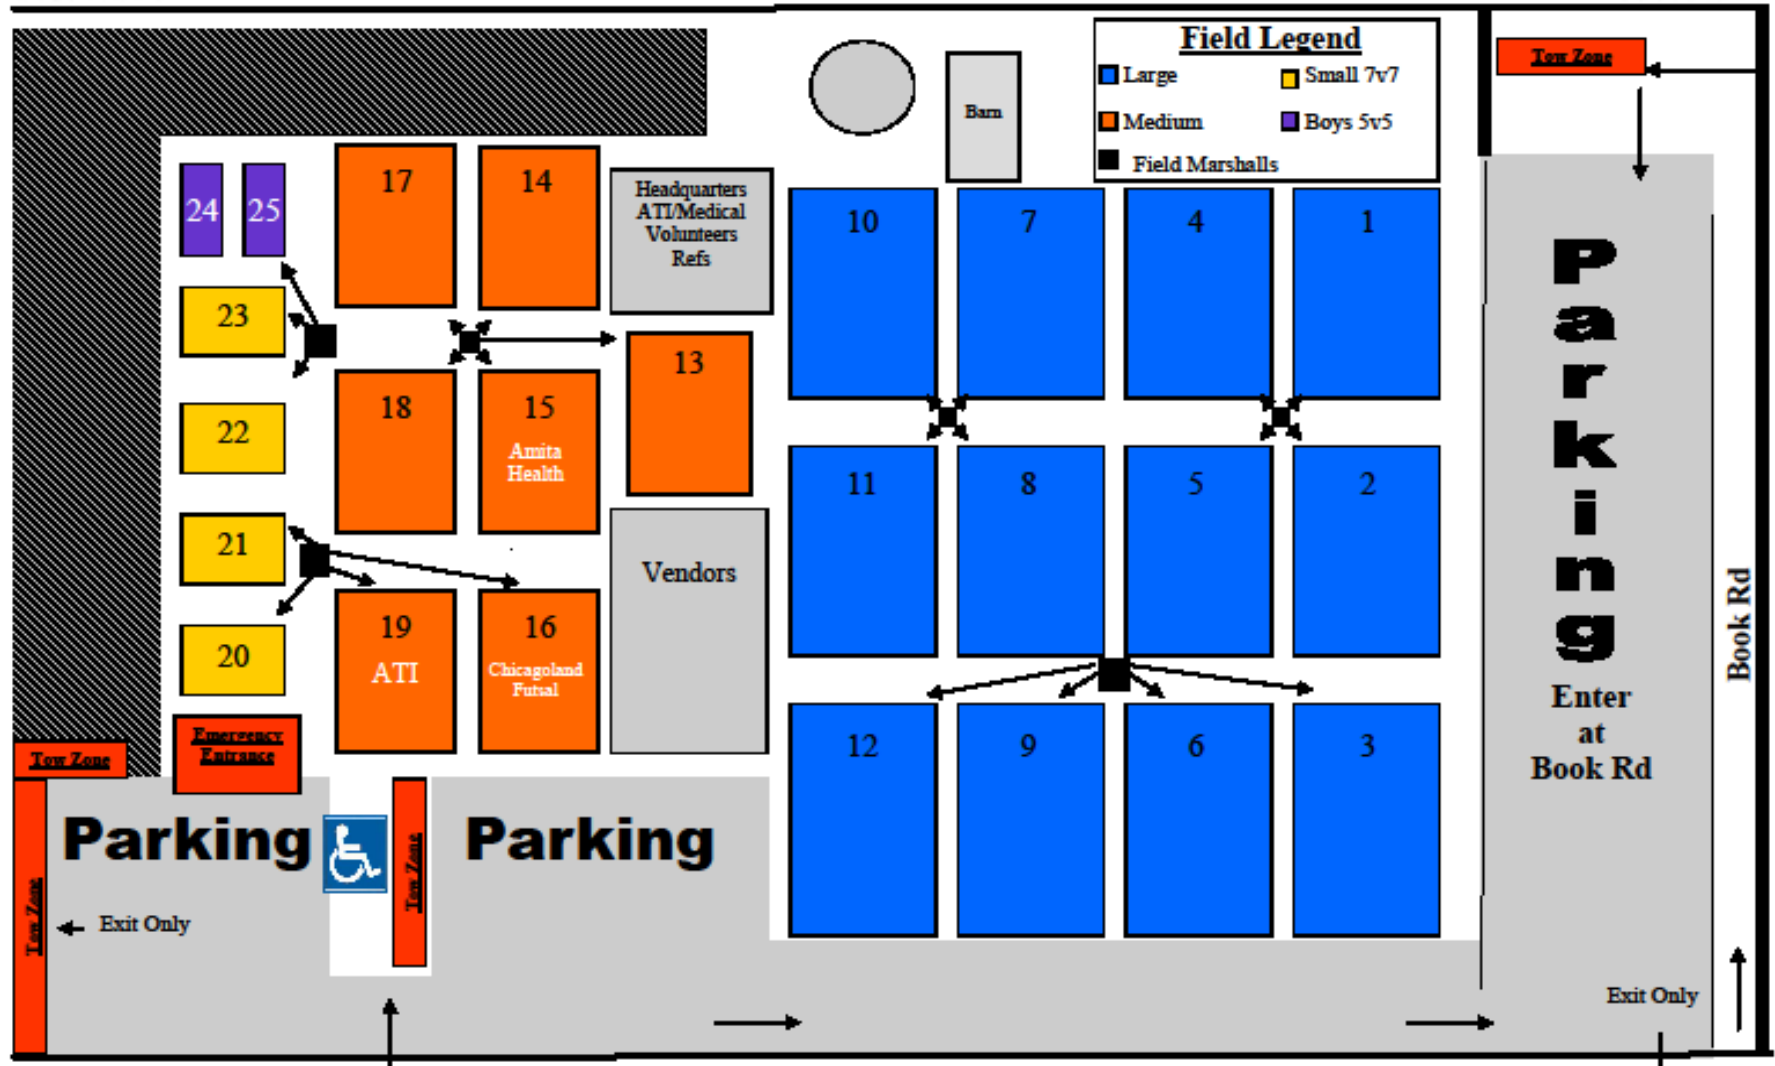 Field Legend
Large
Small 7v7
Medium
Boys 5v5
Field Marshalls
Tow Zone
Barn
24
25
17
14
Headquarters
ATI/Medical
Volunteers
Refs
10
7
4
1
23
13
22
18
15
Amita
Health
11
8
5
2
21
Vendors
20
19
ATI
16
Chicagoland
Futsal
12
9
6
3
Parking
Enter
at
Book Rd
Book Rd
Emergency
Entrance
Tow Zone
Parking
Parking
Tow Zone
Tow Zone
Exit Only
Exit Only